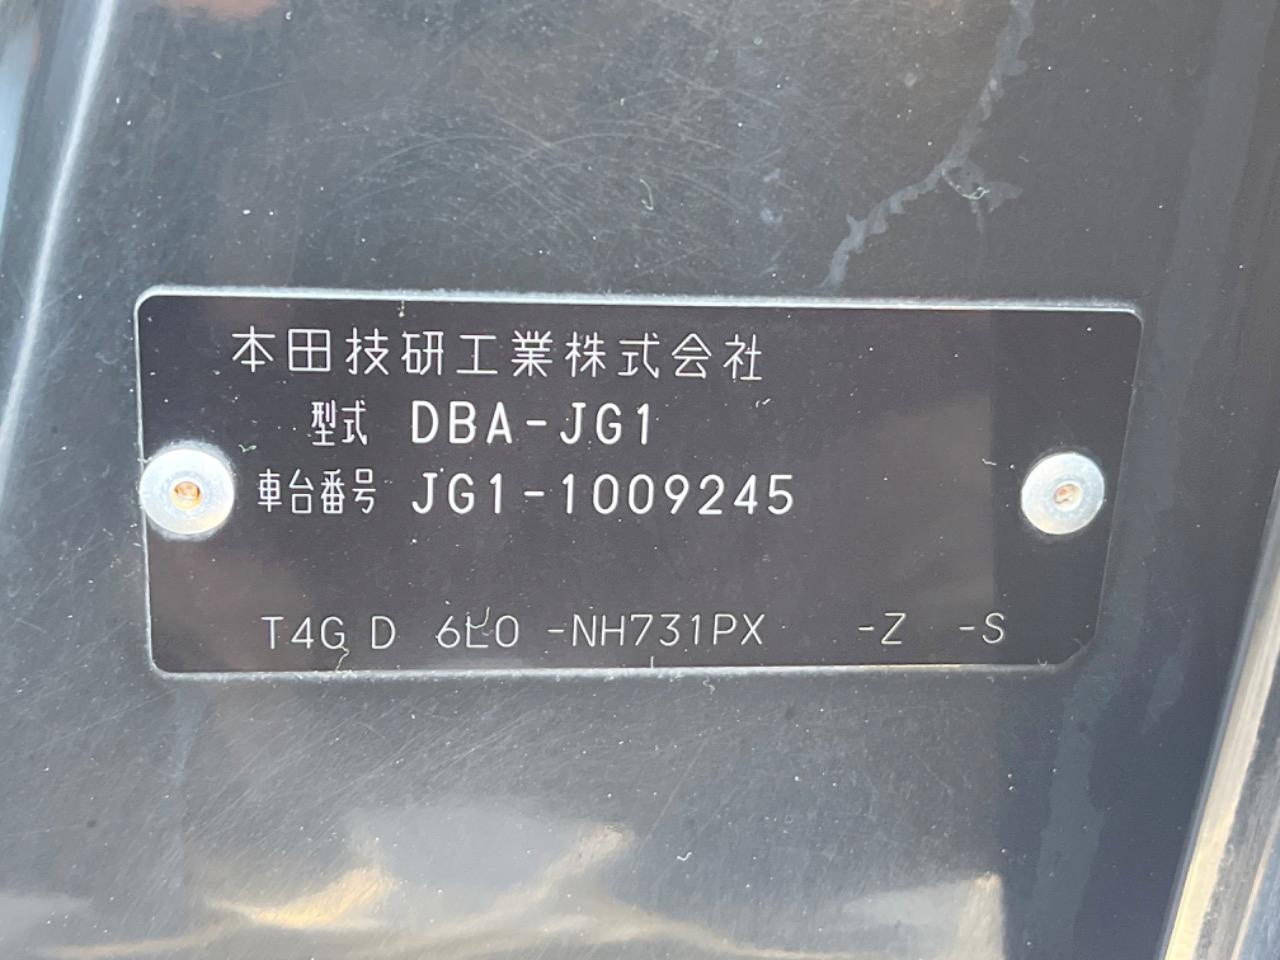 本田技研工業株式会社
型式 DBA-JG1
車台番号 JG1-1009245
T4G D 6L0 -NH731PX -Z -S